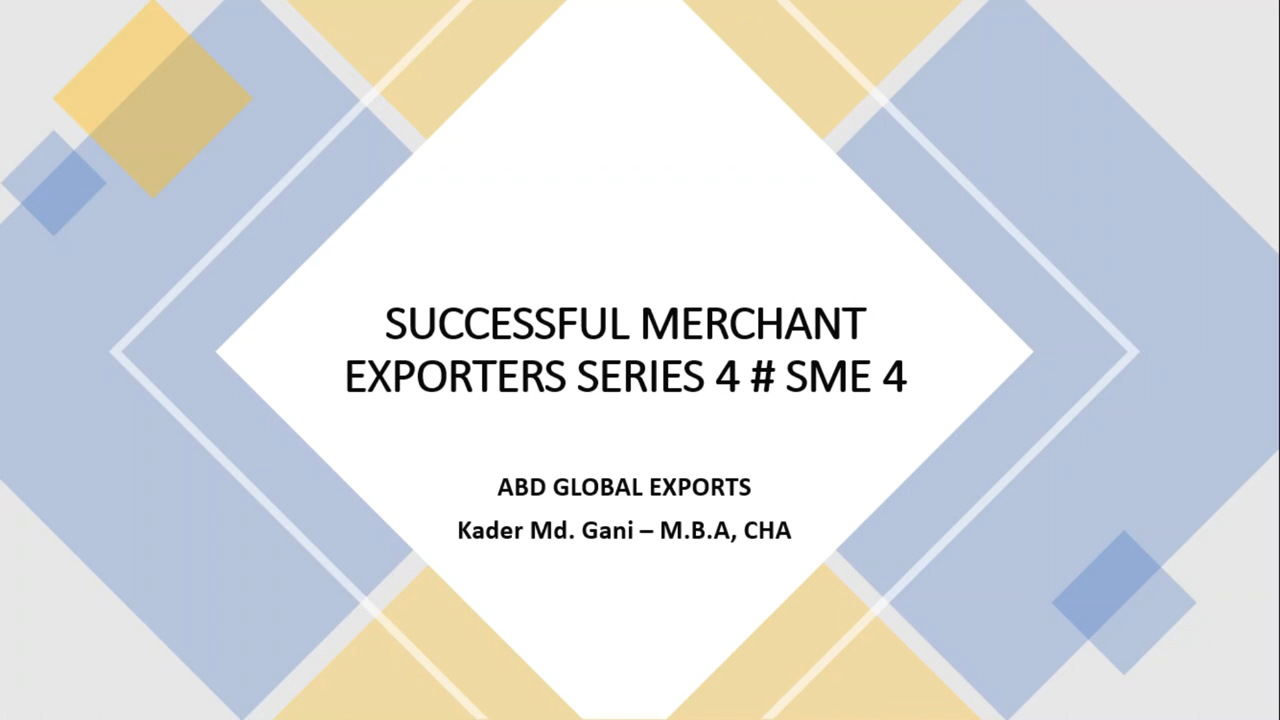 SUCCESSFUL MERCHANT
EXPORTERS SERIES 4 # SME 4
ABD GLOBAL EXPORTS
Kader Md. Gani – M.B.A, CHA